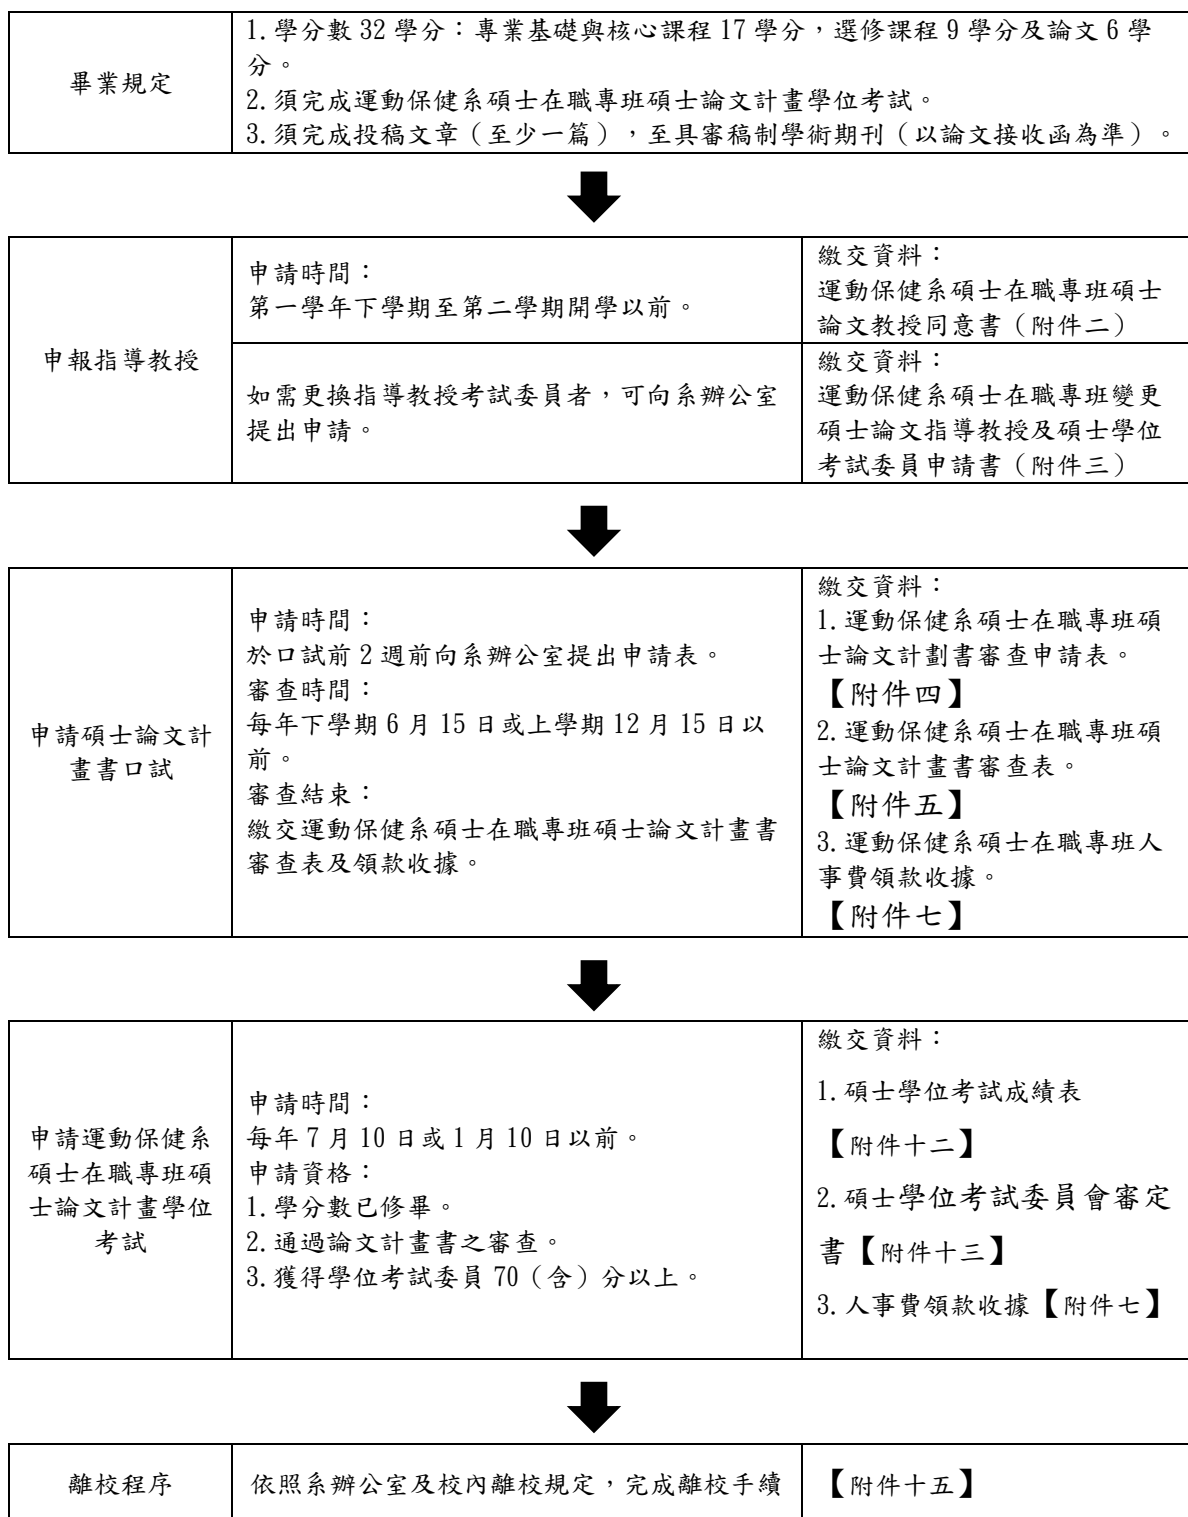 畢業規定
1.學分數 32 學分：專業基礎與核心課程 17 學分，選修課程 9 學分及論文 6 學
分。
2.須完成運動保健系碩士在職專班碩士論文計畫學位考試。
3.須完成投稿文章（至少一篇），至具審稿制學術期刊（以論文接收函為準）。
申報指導教授
申請時間：
第一學年下學期至第二學期開學以前。
繳交資料：
運動保健系碩士在職專班碩士
論文教授同意書（附件二）
如需更換指導教授考試委員者，可向系辦公室
提出申請。
繳交資料：
運動保健系碩士在職專班變更
碩士論文指導教授及碩士學位
考試委員申請書（附件三）
申請碩士論文計
畫書口試
申請時間：
於口試前 2 週前向系辦公室提出申請表。
審查時間：
每年下學期 6 月 15 日或上學期 12 月 15 日以
前。
審查結束：
繳交運動保健系碩士在職專班碩士論文計畫書
審查表及領款收據。
繳交資料：
1.運動保健系碩士在職專班碩
士論文計劃書審查申請表。
【附件四】
2.運動保健系碩士在職專班碩
士論文計畫書審查表。
【附件五】
3.運動保健系碩士在職專班人
事費領款收據。
【附件七】
申請運動保健系
碩士在職專班碩
士論文計畫學位
考試
申請時間：
每年 7 月 10 日或 1 月 10 日以前。
申請資格：
1.學分數已修畢。
2.通過論文計畫書之審查。
3.獲得學位考試委員 70（含）分以上。
繳交資料：
1.碩士學位考試成績表
【附件十二】
2.碩士學位考試委員會審定
書【附件十三】
3.人事費領款收據【附件七】
離校程序
依照系辦公室及校內離校規定，完成離校手續
【附件十五】